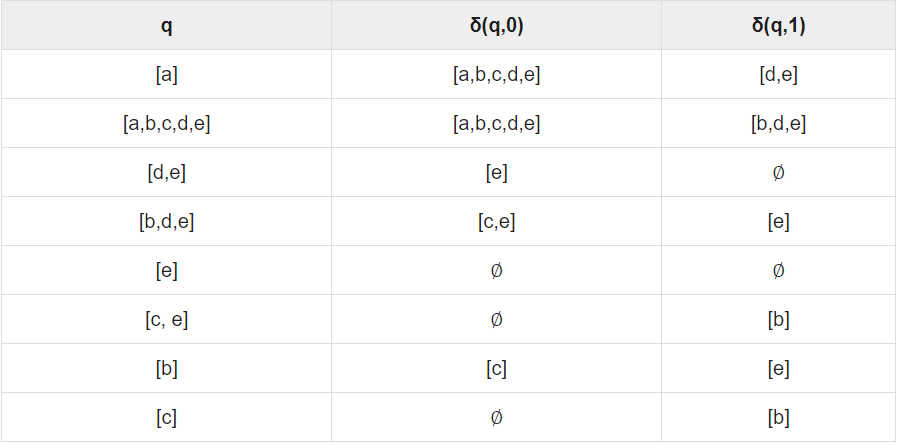 q δ(q,0) δ(q,1)
[a] [a,b,c,d,e] [d,e]
[a,b,c,d,e] [a,b,c,d,e] [b,d,e]
[d,e] [e] ∅
[b,d,e] [c,e] [e]
[e] ∅ ∅
[c, e] ∅ [b]
[b] [c] [e]
[c] ∅ [b]